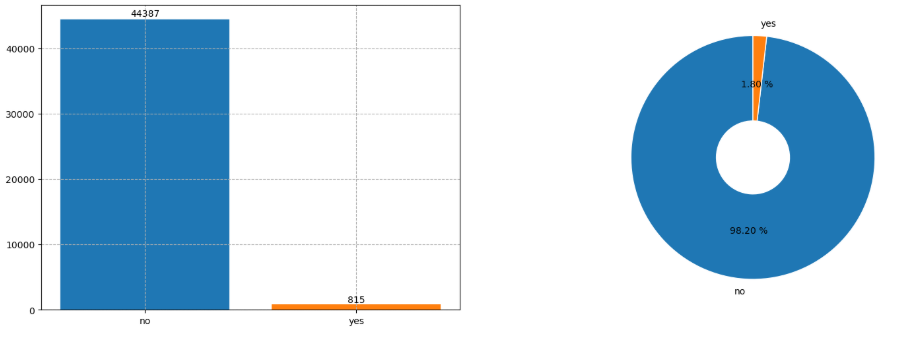 44387
40000
30000
20000
10000
0
815
no
yes
yes
1.80 %
98.20 %
no